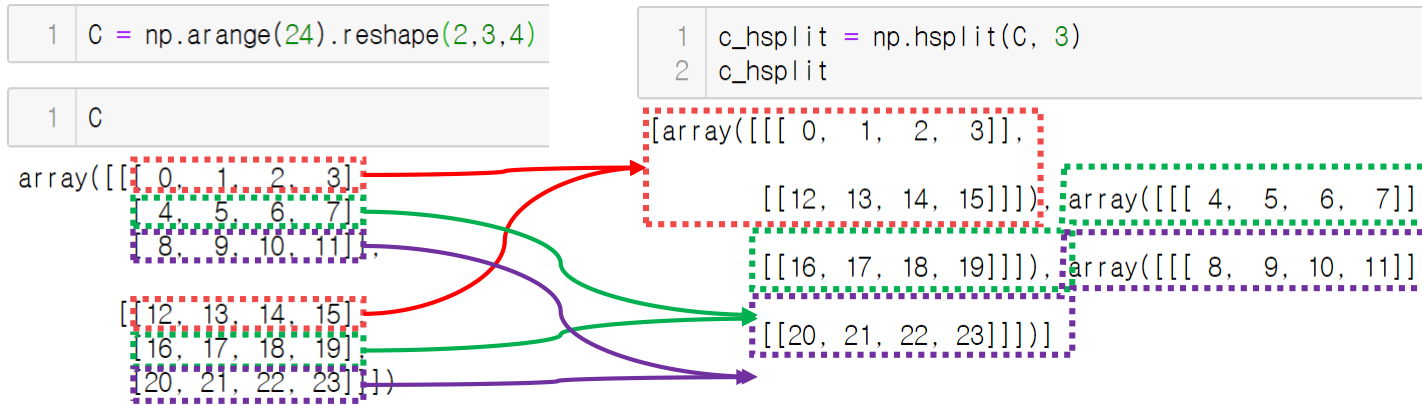 1 C = np.arange(24).reshape(2,3,4)
1 C
array([[[ 0, 1, 2, 3],
[ 4, 5, 6, 7],
[ 8, 9, 10, 11]],
[[12, 13, 14, 15],
[16, 17, 18, 19],
[20, 21, 22, 23]]])
1 c_hsplit = np.hsplit(C, 3)
2 c_hsplit
[array([[[ 0, 1, 2, 3]],
[[12, 13, 14, 15]]]), array([[[ 4, 5, 6, 7]]
[[16, 17, 18, 19]]]), array([[[ 8, 9, 10, 11]]
[[20, 21, 22, 23]]])]